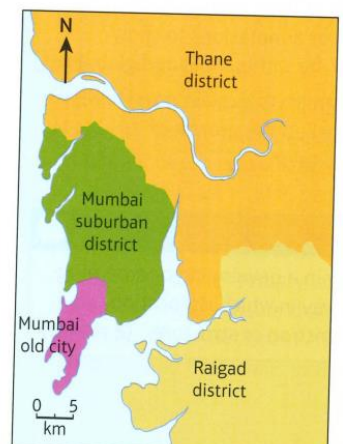 N
Thane
district
Mumbai
suburban
district
Mumbai
old city
Raigad
district
0 5
km